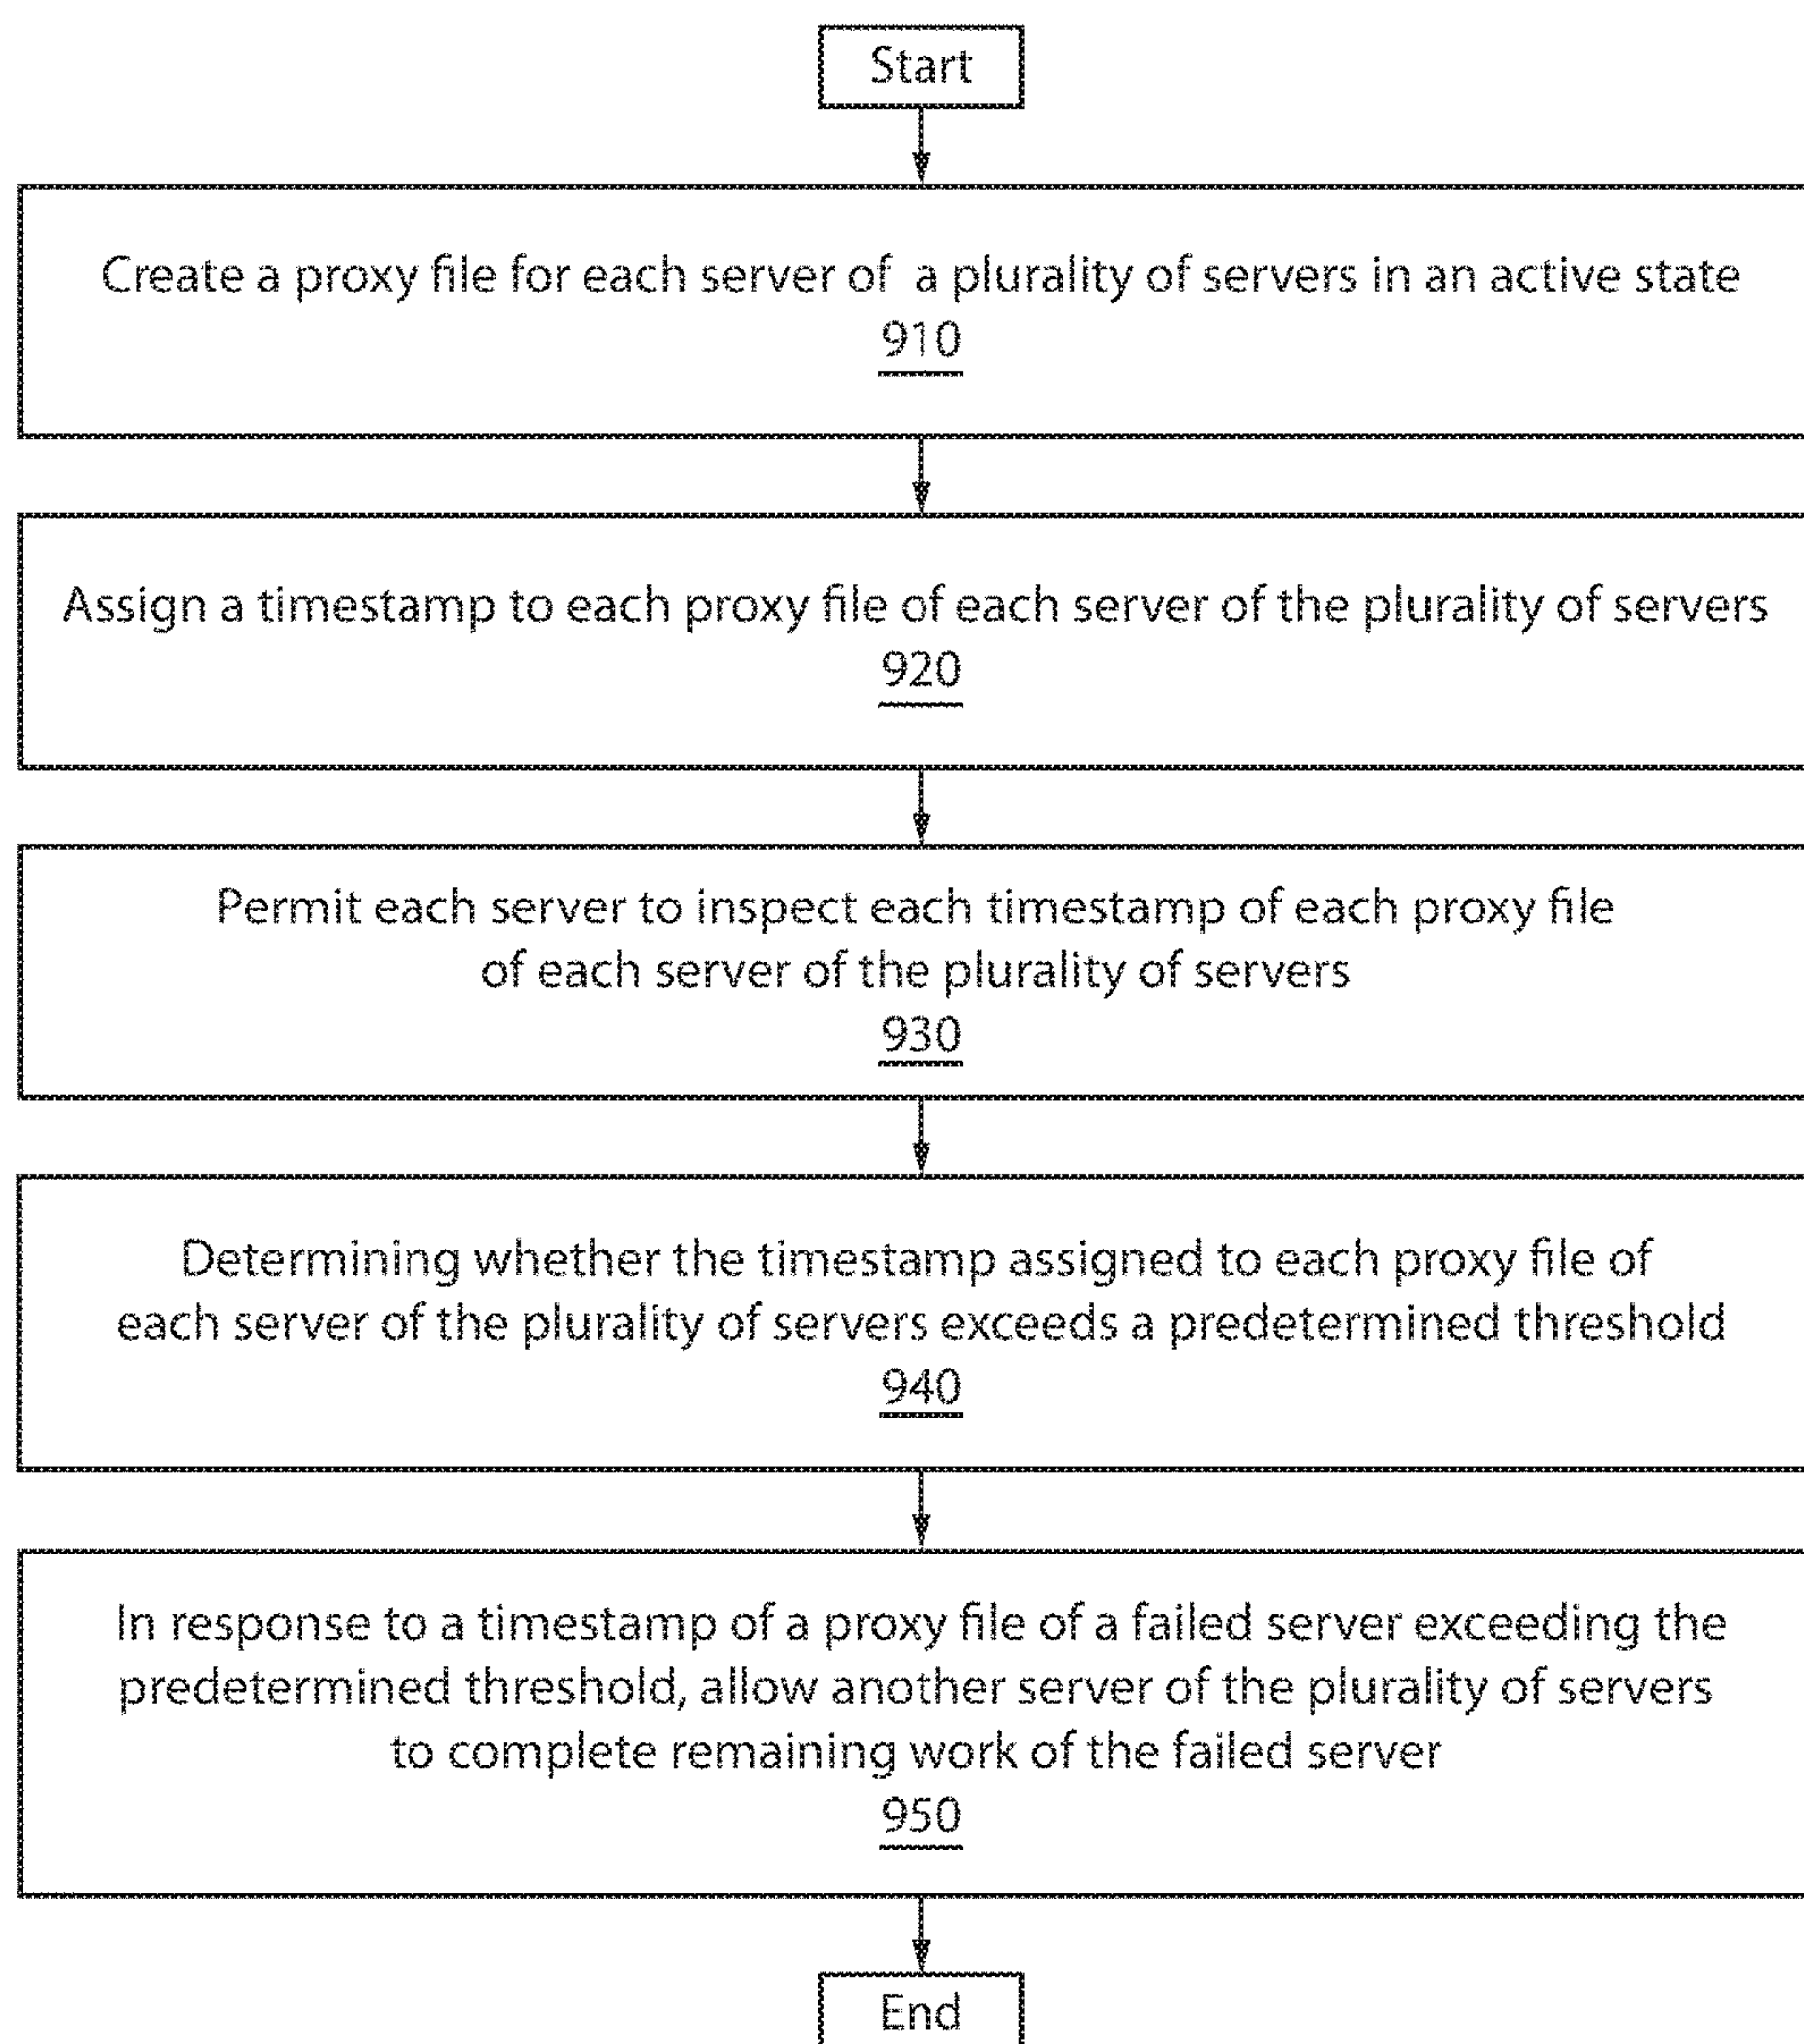 Start
Create a proxy file for each server of a plurality of servers in an active state
910
Assign a timestamp to each proxy file of each server of the plurality of servers
920
Permit each server to inspect each timestamp of each proxy file
of each server of the plurality of servers
930
Determining whether the timestamp assigned to each proxy file of
each server of the plurality of servers exceeds a predetermined threshold
940
In response to a timestamp of a proxy file of a failed server exceeding the
predetermined threshold, allow another server of the plurality of servers
to complete remaining work of the failed server
950
End